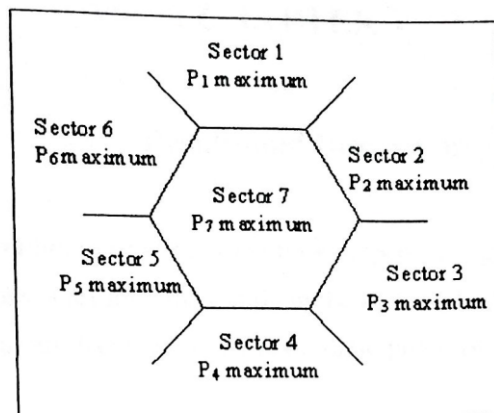 Sector 1
P₁ maximum
Sector 6
P₆ maximum
Sector 2
P₂ maximum
Sector 7
P₇ maximum
Sector 5
P₅ maximum
Sector 3
P₃ maximum
Sector 4
P₄ maximum